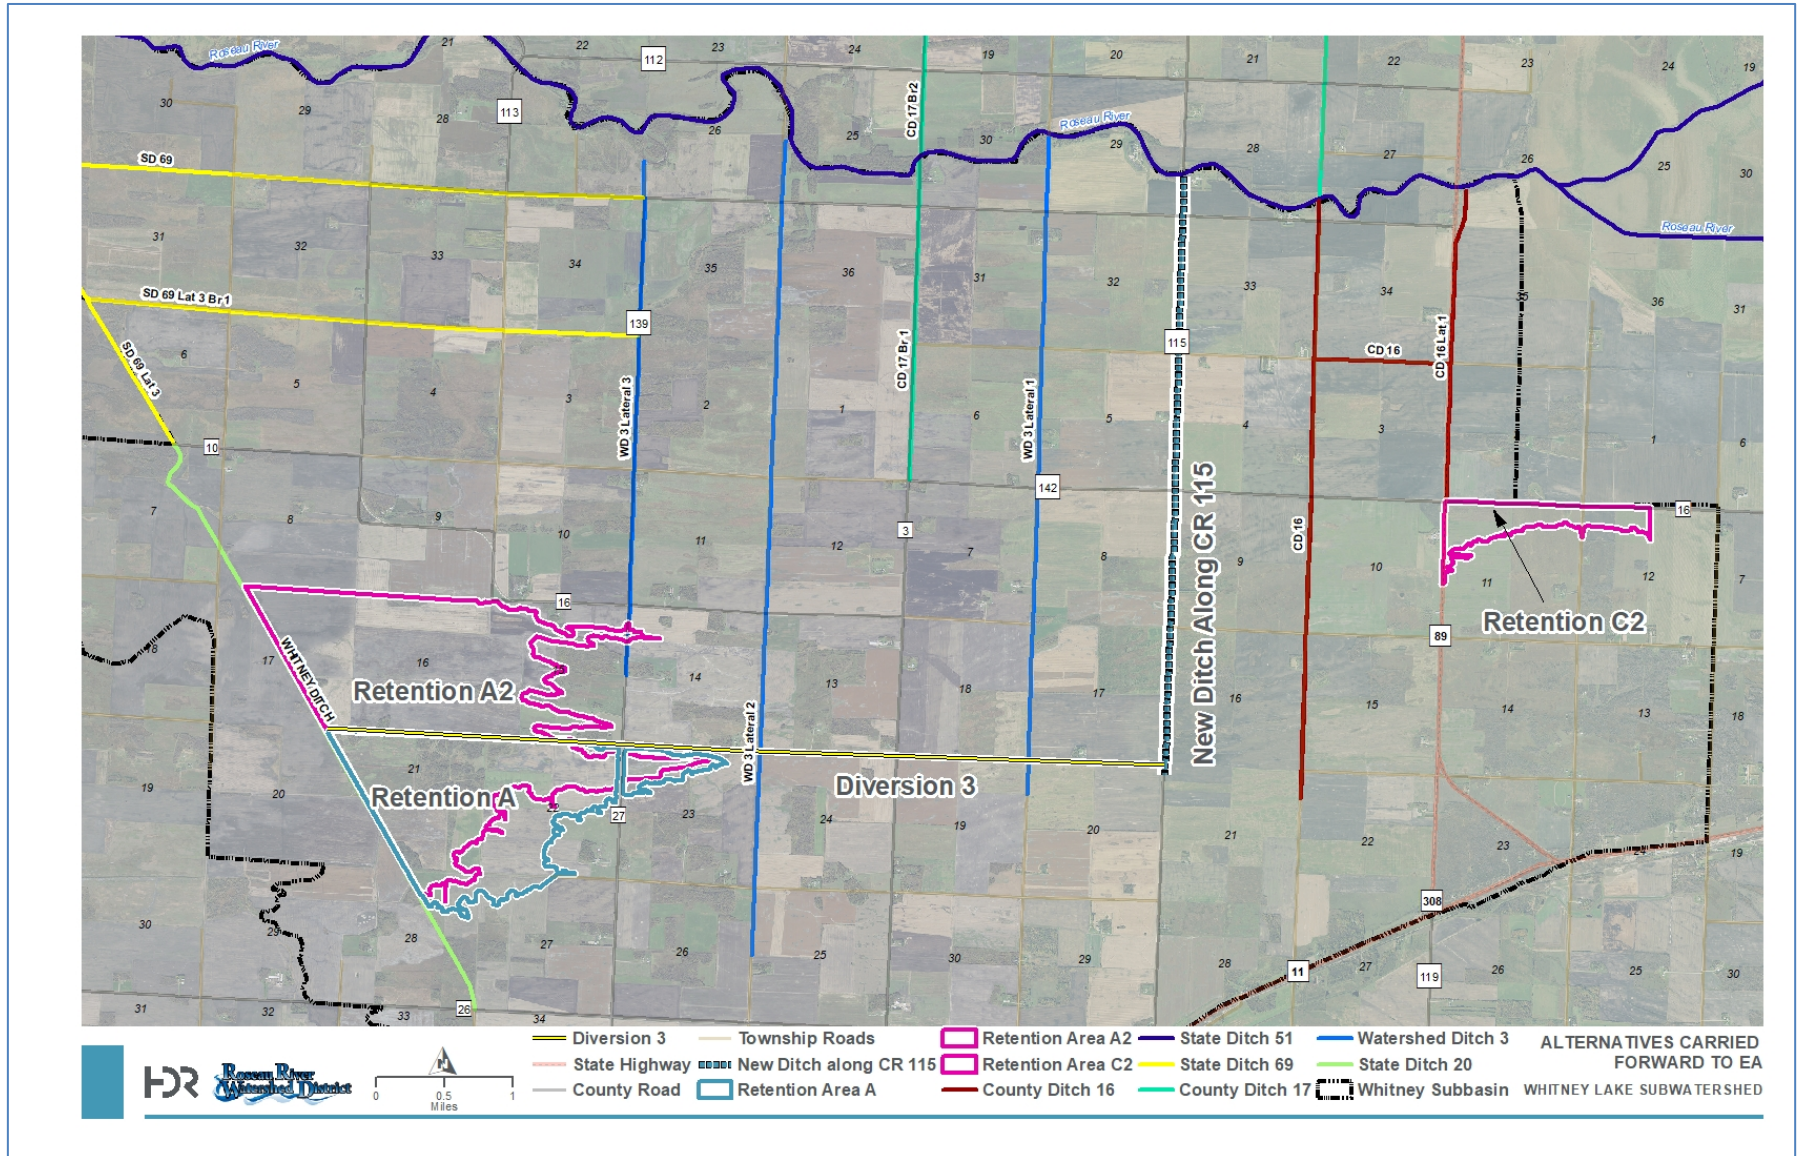 Roseau River
21
22
112
23
24
19
20
21
22
23
24
19
30
29
28
113
26
25
CD 17 Br2
30
Roseau River
29
28
27
26
25
30
SD 69
31
32
33
34
35
36
31
32
33
34
35
36
31
Roseau River
SD 69 Lat 3 Br 1
139
115
SD 69 Lat 3
6
5
4
3
WD 3 Lateral 3
2
1
CD 17 Br 1
6
WD 3 Lateral 1
5
4
CD 16
3
CD 16 Lat 1
1
6
10
142
16
7
8
9
10
11
12
3
7
8
New Ditch Along CR 115
9
CD 16
10
11
12
7
16
Retention C2
89
18
17
WHITNEY DITCH
16
Retention A2
14
13
18
17
16
15
14
13
18
WD 3 Lateral 2
19
20
21
Retention A
22
27
23
24
Diversion 3
19
20
21
22
23
24
19
308
30
29
28
27
26
25
30
29
28
11
27
119
26
25
30
31
32
33
26
34
Diversion 3
State Highway
County Road
Township Roads
New Ditch along CR 115
Retention Area A
Retention Area A2
Retention Area C2
County Ditch 16
State Ditch 51
State Ditch 69
County Ditch 17
Watershed Ditch 3
State Ditch 20
Whitney Subbasin
HDR
Roseau River
Watershed District
0 0.5 1
Miles
ALTERNATIVES CARRIED
FORWARD TO EA
WHITNEY LAKE SUBWATERSHED